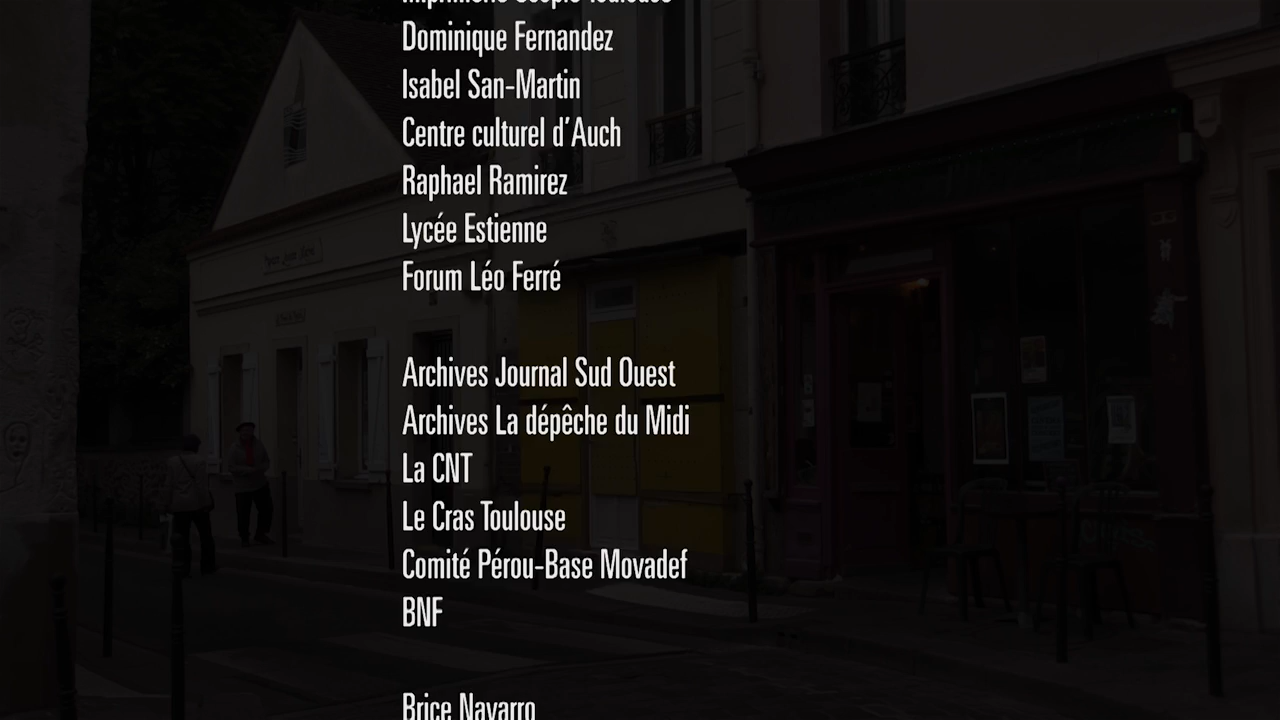 Dominique Fernandez
Isabel San-Martin
Centre culturel d'Auch
Raphael Ramirez
Lycée Estienne
Forum Léo Ferré
Archives Journal Sud Ouest
Archives La dépêche du Midi
La CNT
Le Cras Toulouse
Comité Pérou-Base Movadef
BNF
Brice Navarro